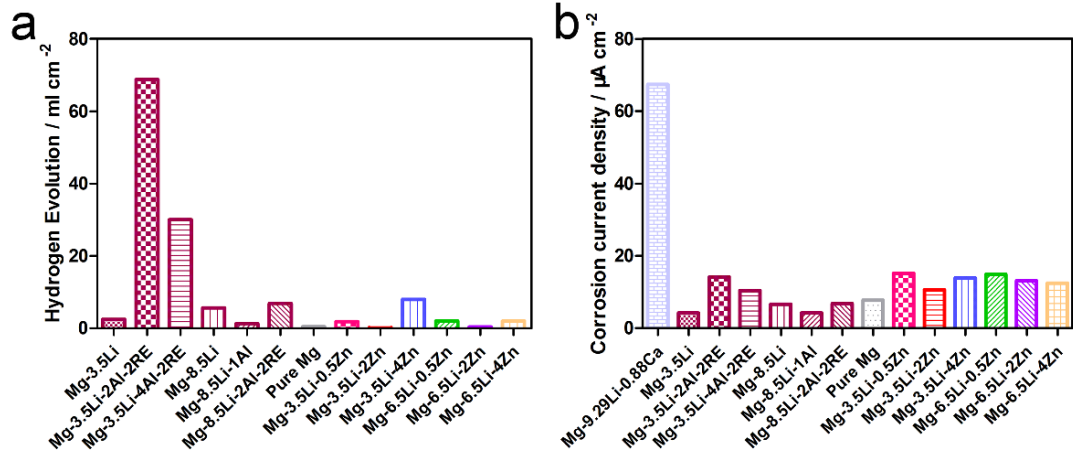 a
Hydrogen Evolution / ml cm⁻²
80
60
40
20
0
Mg-3.5Li
Mg-3.5Li-2Al-2RE
Mg-3.5Li-4Al-2RE
Mg-8.5Li
Mg-8.5Li-1Al
Mg-8.5Li-2Al-2RE
Pure Mg
Mg-3.5Li-0.5Zn
Mg-3.5Li-2Zn
Mg-3.5Li-4Zn
Mg-6.5Li-0.5Zn
Mg-6.5Li-2Zn
Mg-6.5Li-4Zn
b
Corrosion current density / µA cm⁻²
80
60
40
20
0
Mg-9.29Li-0.88Ca
Mg-3.5Li
Mg-3.5Li-2Al-2RE
Mg-3.5Li-4Al-2RE
Mg-8.5Li
Mg-8.5Li-1Al
Mg-8.5Li-2Al-2RE
Pure Mg
Mg-3.5Li-0.5Zn
Mg-3.5Li-2Zn
Mg-3.5Li-4Zn
Mg-6.5Li-0.5Zn
Mg-6.5Li-2Zn
Mg-6.5Li-4Zn